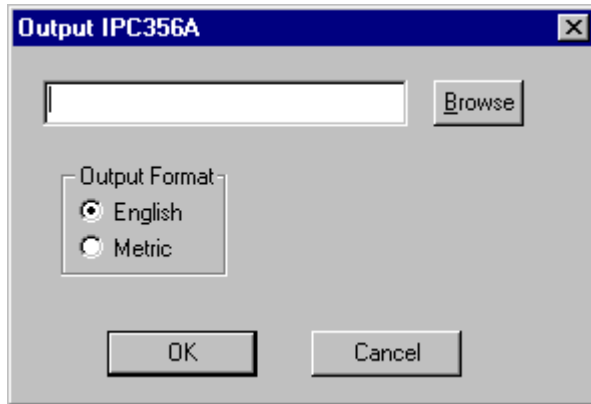 Output IPC356A
Browse
Output Format
English
Metric
OK
Cancel